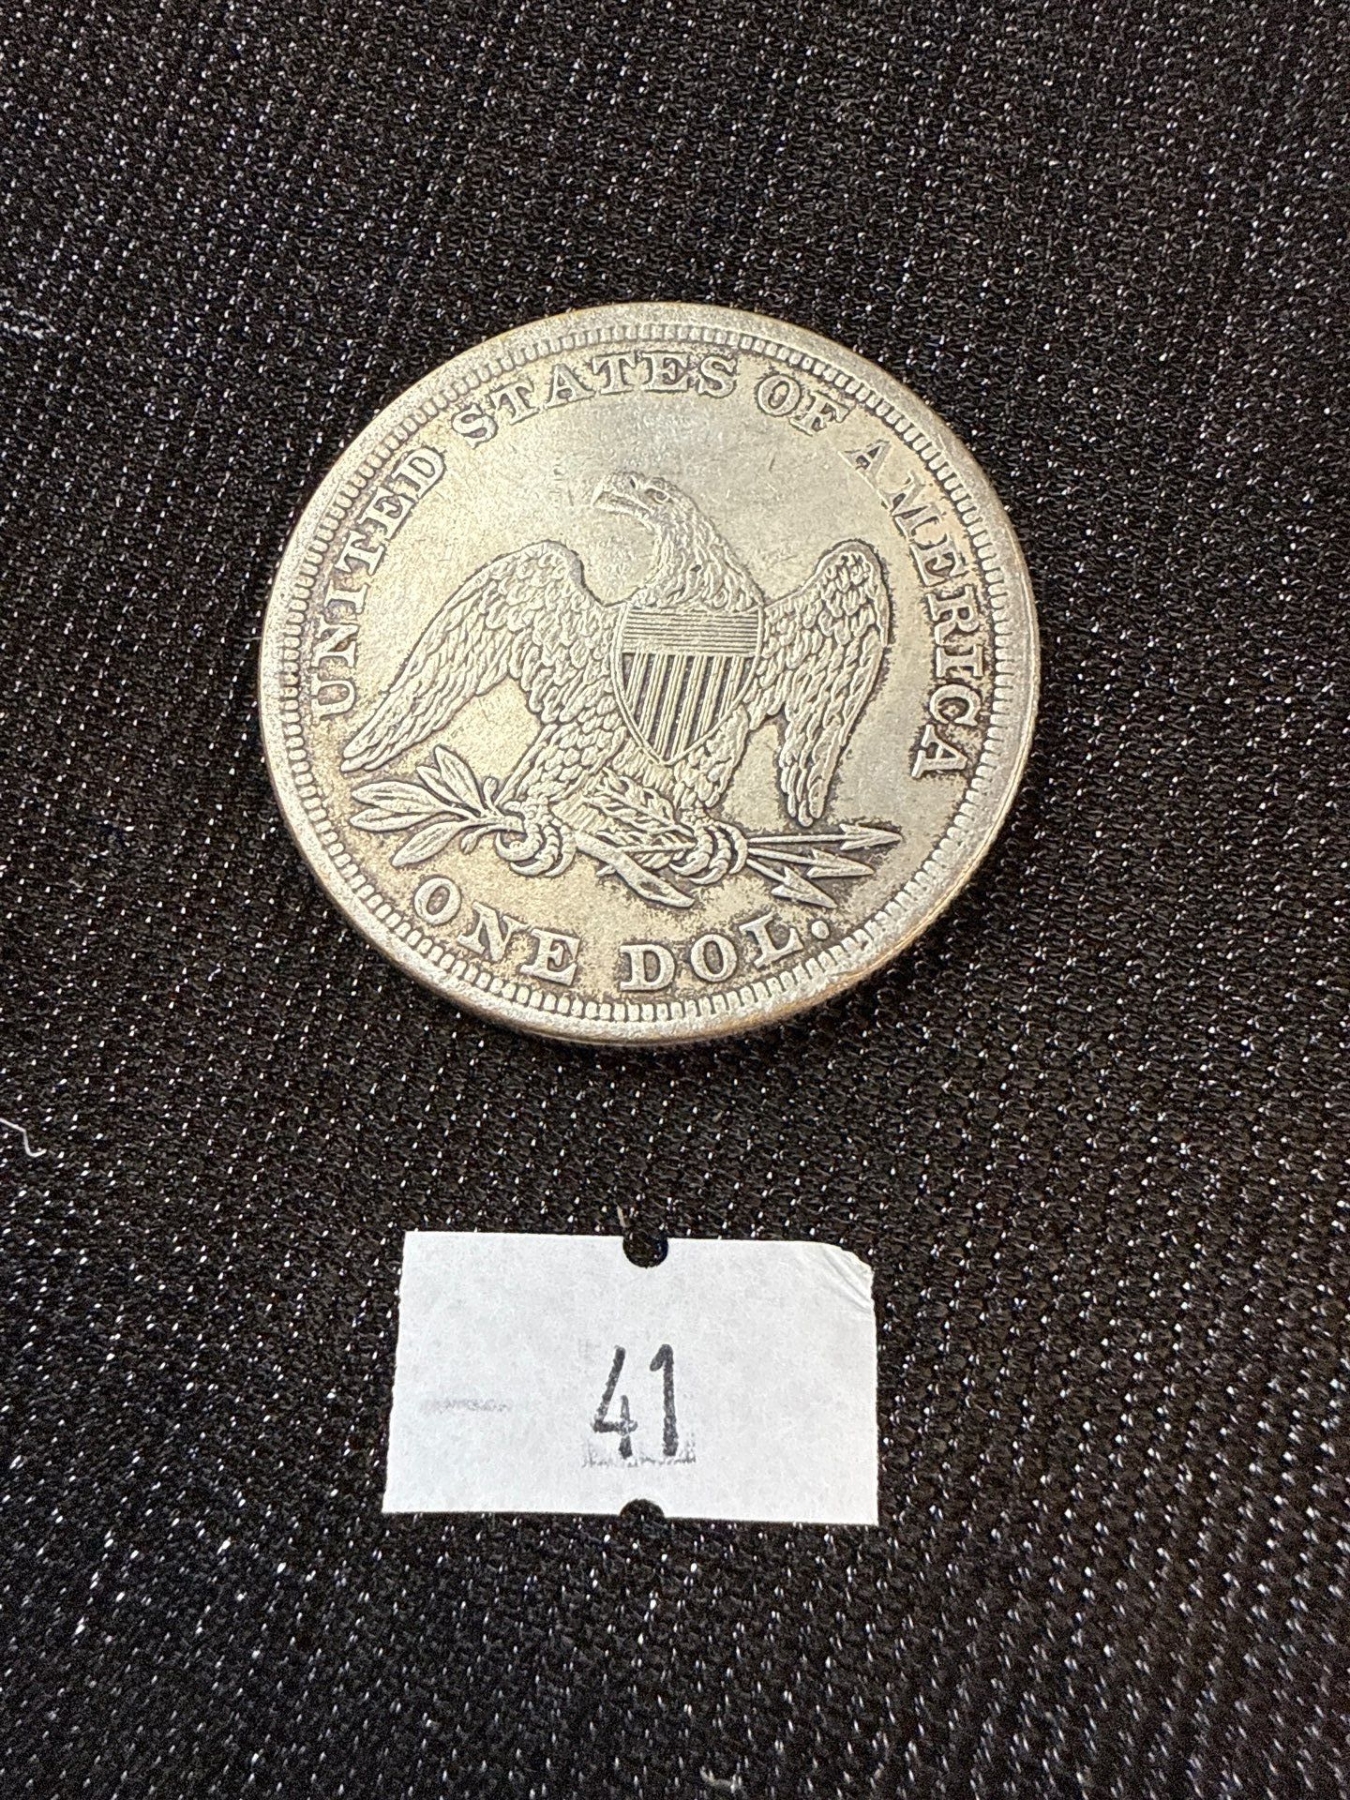 UNITED STATES OF AMERICA
ONE DOL.
41